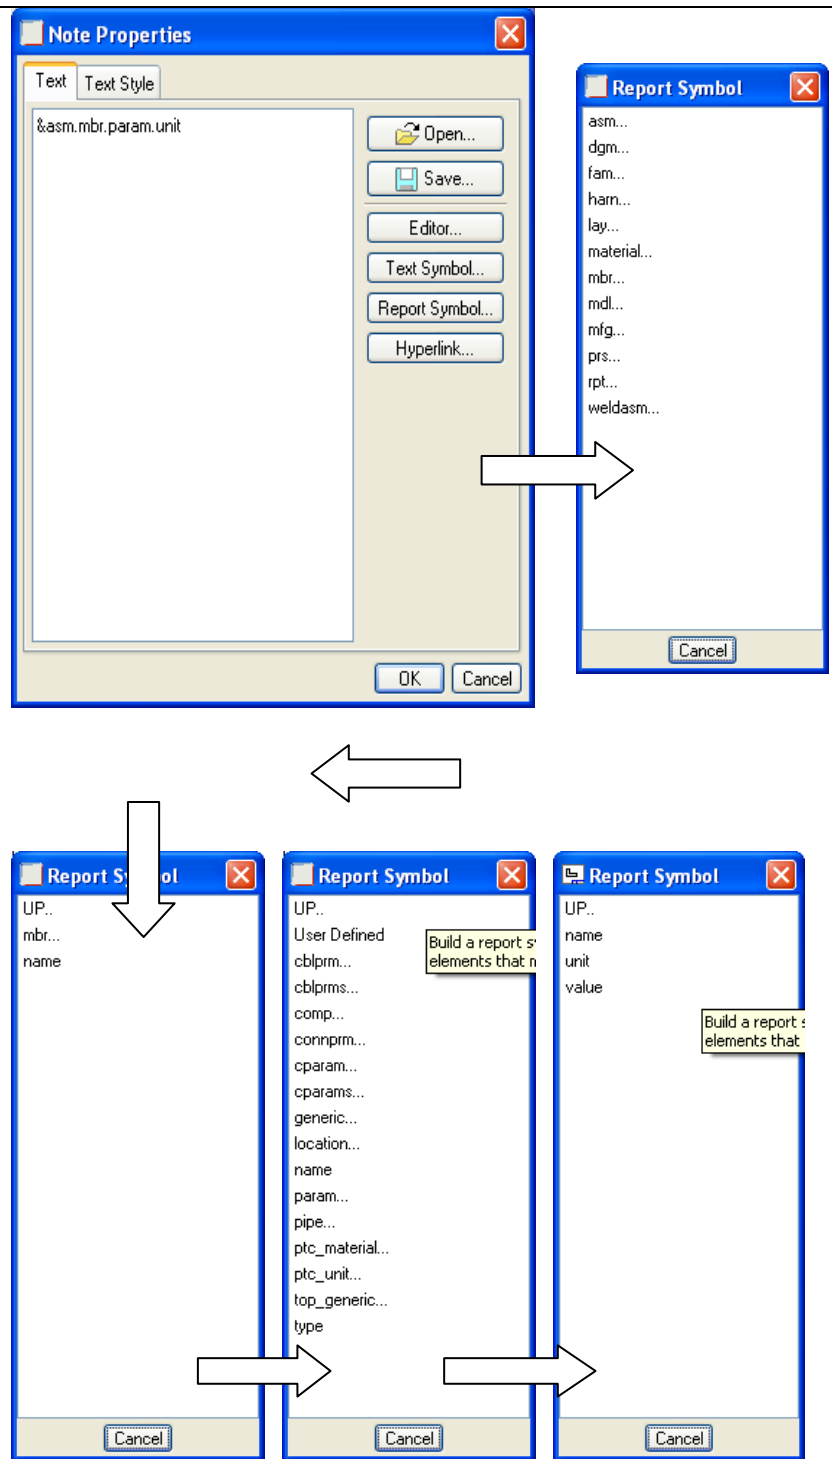 Note Properties
Text
Text Style
&asm.mbr.param.unit
Open...
Save...
Editor...
Text Symbol...
Report Symbol...
Hyperlink...
OK
Cancel
Report Symbol
asm...
dgm...
fam...
harn...
lay...
material...
mbr...
mdl...
mfg...
prs...
rpt...
weldasm...
Cancel
Report Sy ol
UP..
mbr...
name
Cancel
Report Symbol
UP..
User Defined
cblprm...
cblprms...
comp...
connprm...
cparam...
cparams...
generic...
location...
name
param...
pipe...
ptc_material...
ptc_unit...
top_generic...
type
Build a report
elements that
Cancel
Report Symbol
UP..
name
unit
value
Build a report
elements that
Cancel